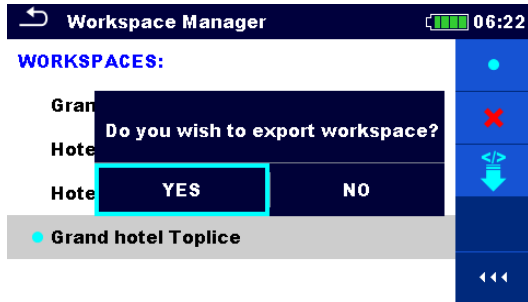 Workspace Manager 06:22
WORKSPACES:
Gran
Do you wish to export workspace?
Hote
Hote
YES NO
Grand hotel Toplice